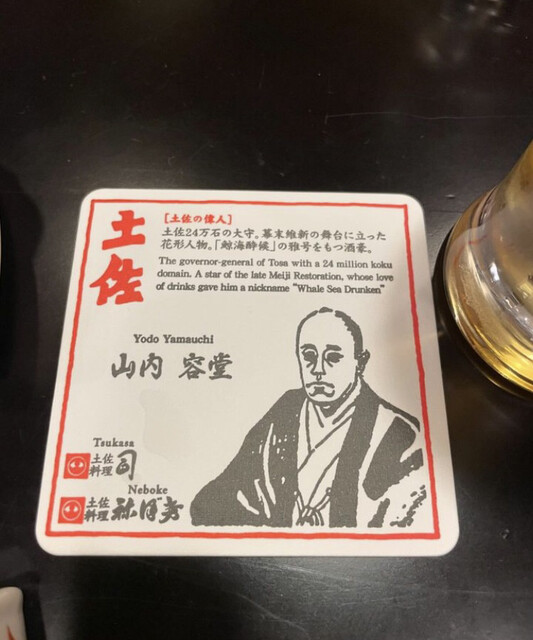 土佐
[土佐の偉人]
土佐24万石の大守。幕末維新の舞台に立った
花形人物。「鯨海酔候」の雅号をもつ酒豪。
The governor-general of Tosa with a 24 million koku
domain. A star of the late Meiji Restoration, whose love
of drinks gave him a nickname "Whale Sea Drunken"
Yodo Yamauchi
山内 容堂
Tsukasa
土佐
料理
司
Neboke
土佐
料理
祢保希